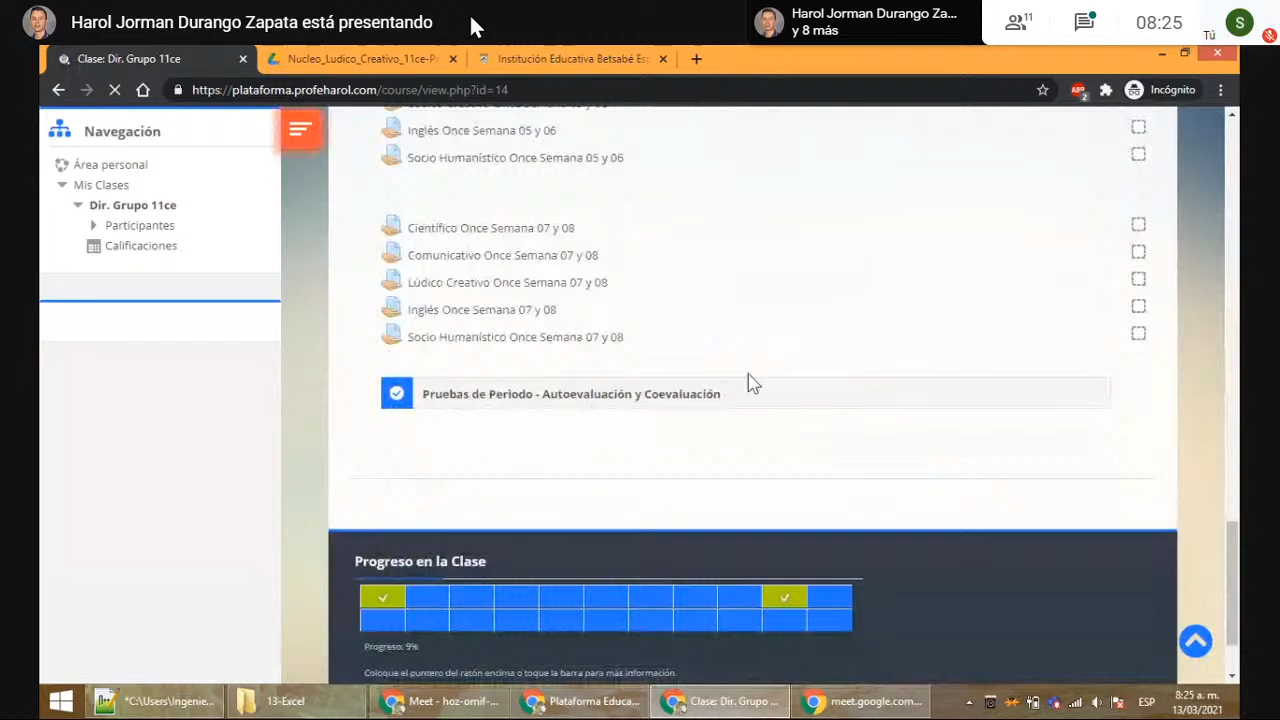 Harol Jorman Durango Zapata está presentando
Harol Jorman Durango Za...
y 8 más
11
08:25
Tú
S
Clase: Dir. Grupo 11ce
Nucleo_Ludico_Creativo_11ce-P
Institución Educativa Betsabé Es
https://plataforma.profeharol.com/course/view.php?id=14
ABP
2
Incógnito
Navegación
Área personal
Mis Clases
Dir. Grupo 11ce
Participantes
Calificaciones
Inglés Once Semana 05 y 06
Socio Humanístico Once Semana 05 y 06
Científico Once Semana 07 y 08
Comunicativo Once Semana 07 y 08
Lúdico Creativo Once Semana 07 y 08
Inglés Once Semana 07 y 08
Socio Humanístico Once Semana 07 y 08
Pruebas de Periodo - Autoevaluación y Coevaluación
Progreso en la Clase
Progreso: 9%
Coloque el puntero del ratón encima o toque la barra para más información.
*C:\Users\Ingenie...
13-Excel
Meet - hoz-omif-...
Plataforma Educa...
Clase: Dir. Grupo ...
meet.google.com...
ESP
8:25 a. m.
13/03/2021